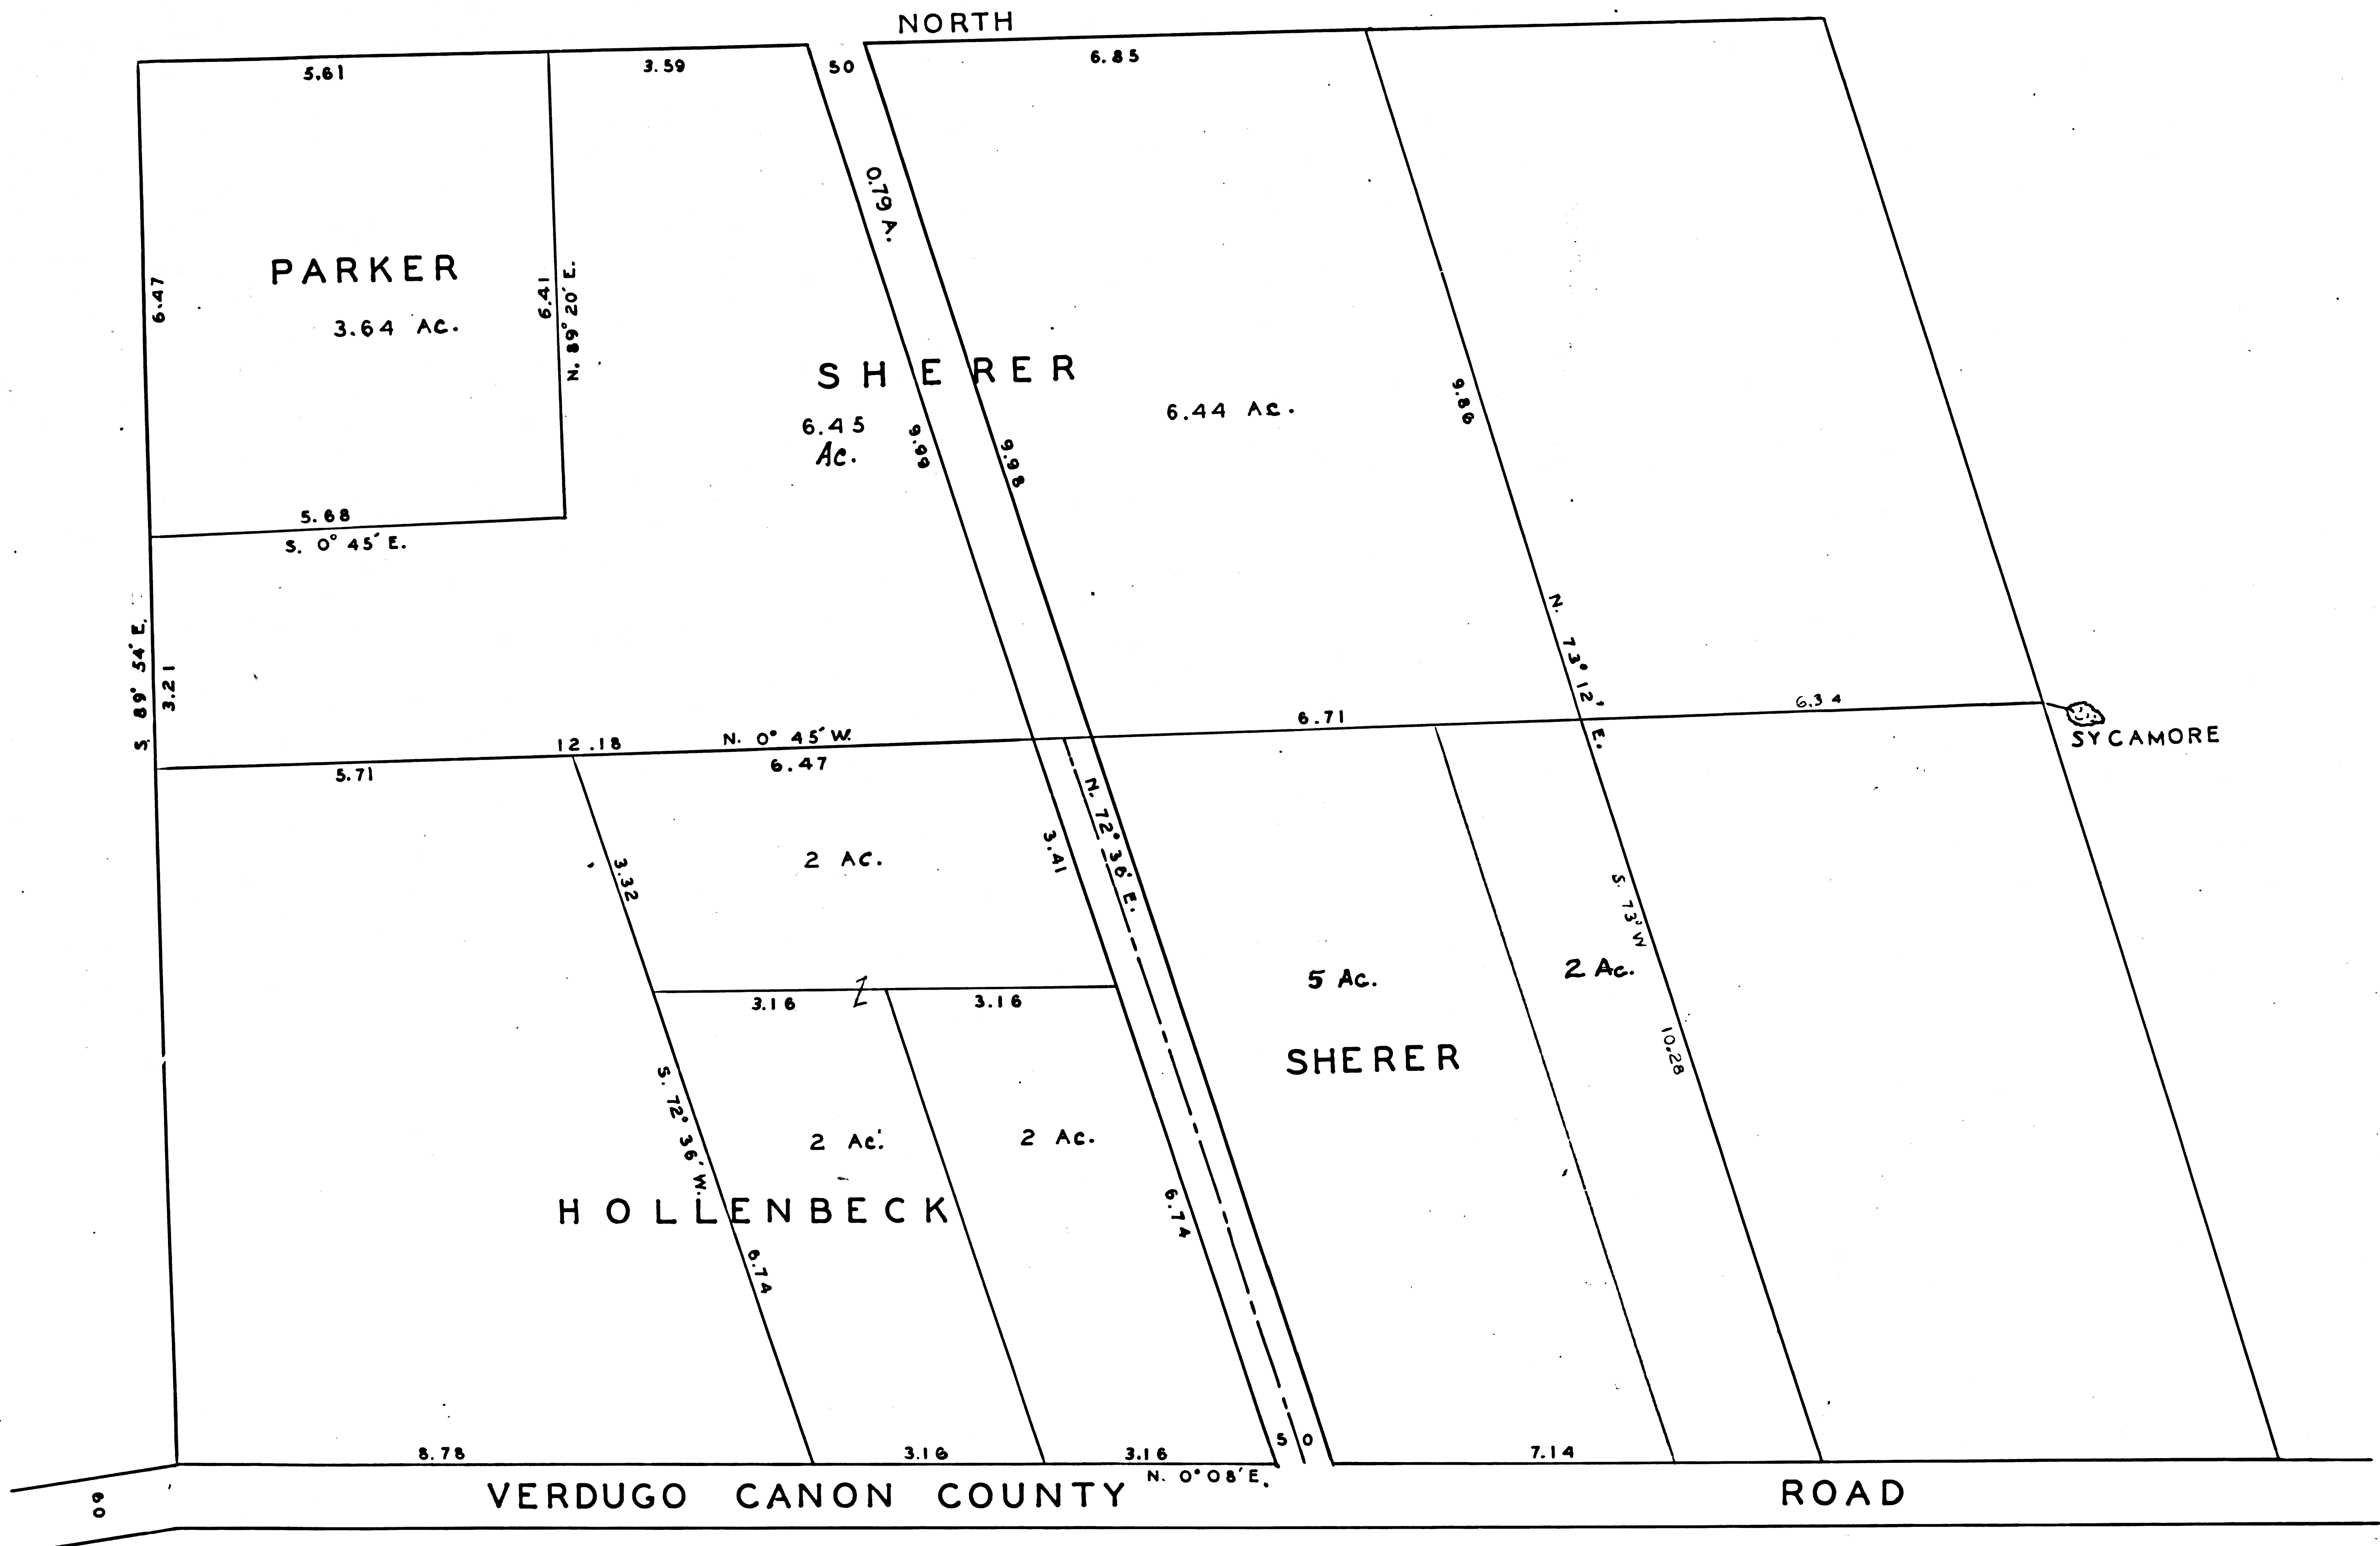 NORTH
5.61
3.59
50
6.85
0.79 A.
PARKER
3.64 AC.
6.47
6.41
N. 89° 20' E.
SHERER
6.45
Ac.
9.99
9.98
6.44 AC.
9.86
5.68
S. 0° 45' E.
S. 89° 54' E.
3.21
N. 73° 12' E.
12.18
N. 0° 45' W.
6.71
6.34
SYCAMORE
5.71
6.47
3.32
2 AC.
3.41
N. 72° 36' E.
S. 73° W
5 Ac.
2 Ac.
3.16
3.16
SHERER
10.28
S. 72° 36' W.
2 Ac.
2 Ac.
HOLLENBECK
6.74
6.74
8.78
3.16
3.16
50
7.14
N. 0° 08' E.
60
VERDUGO CANON COUNTY ROAD